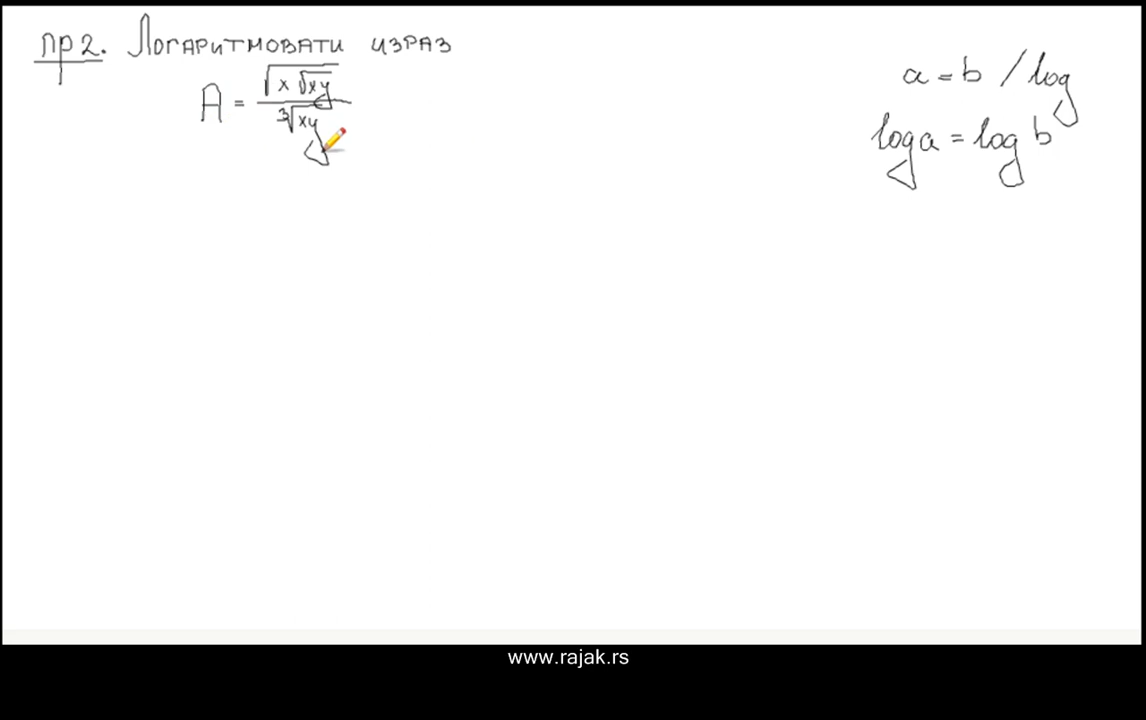 Пр 2. Логаритмовати израз
A = √(x √(xy)) / ∛(xy)
a = b / log
log a = log b
www.rajak.rs